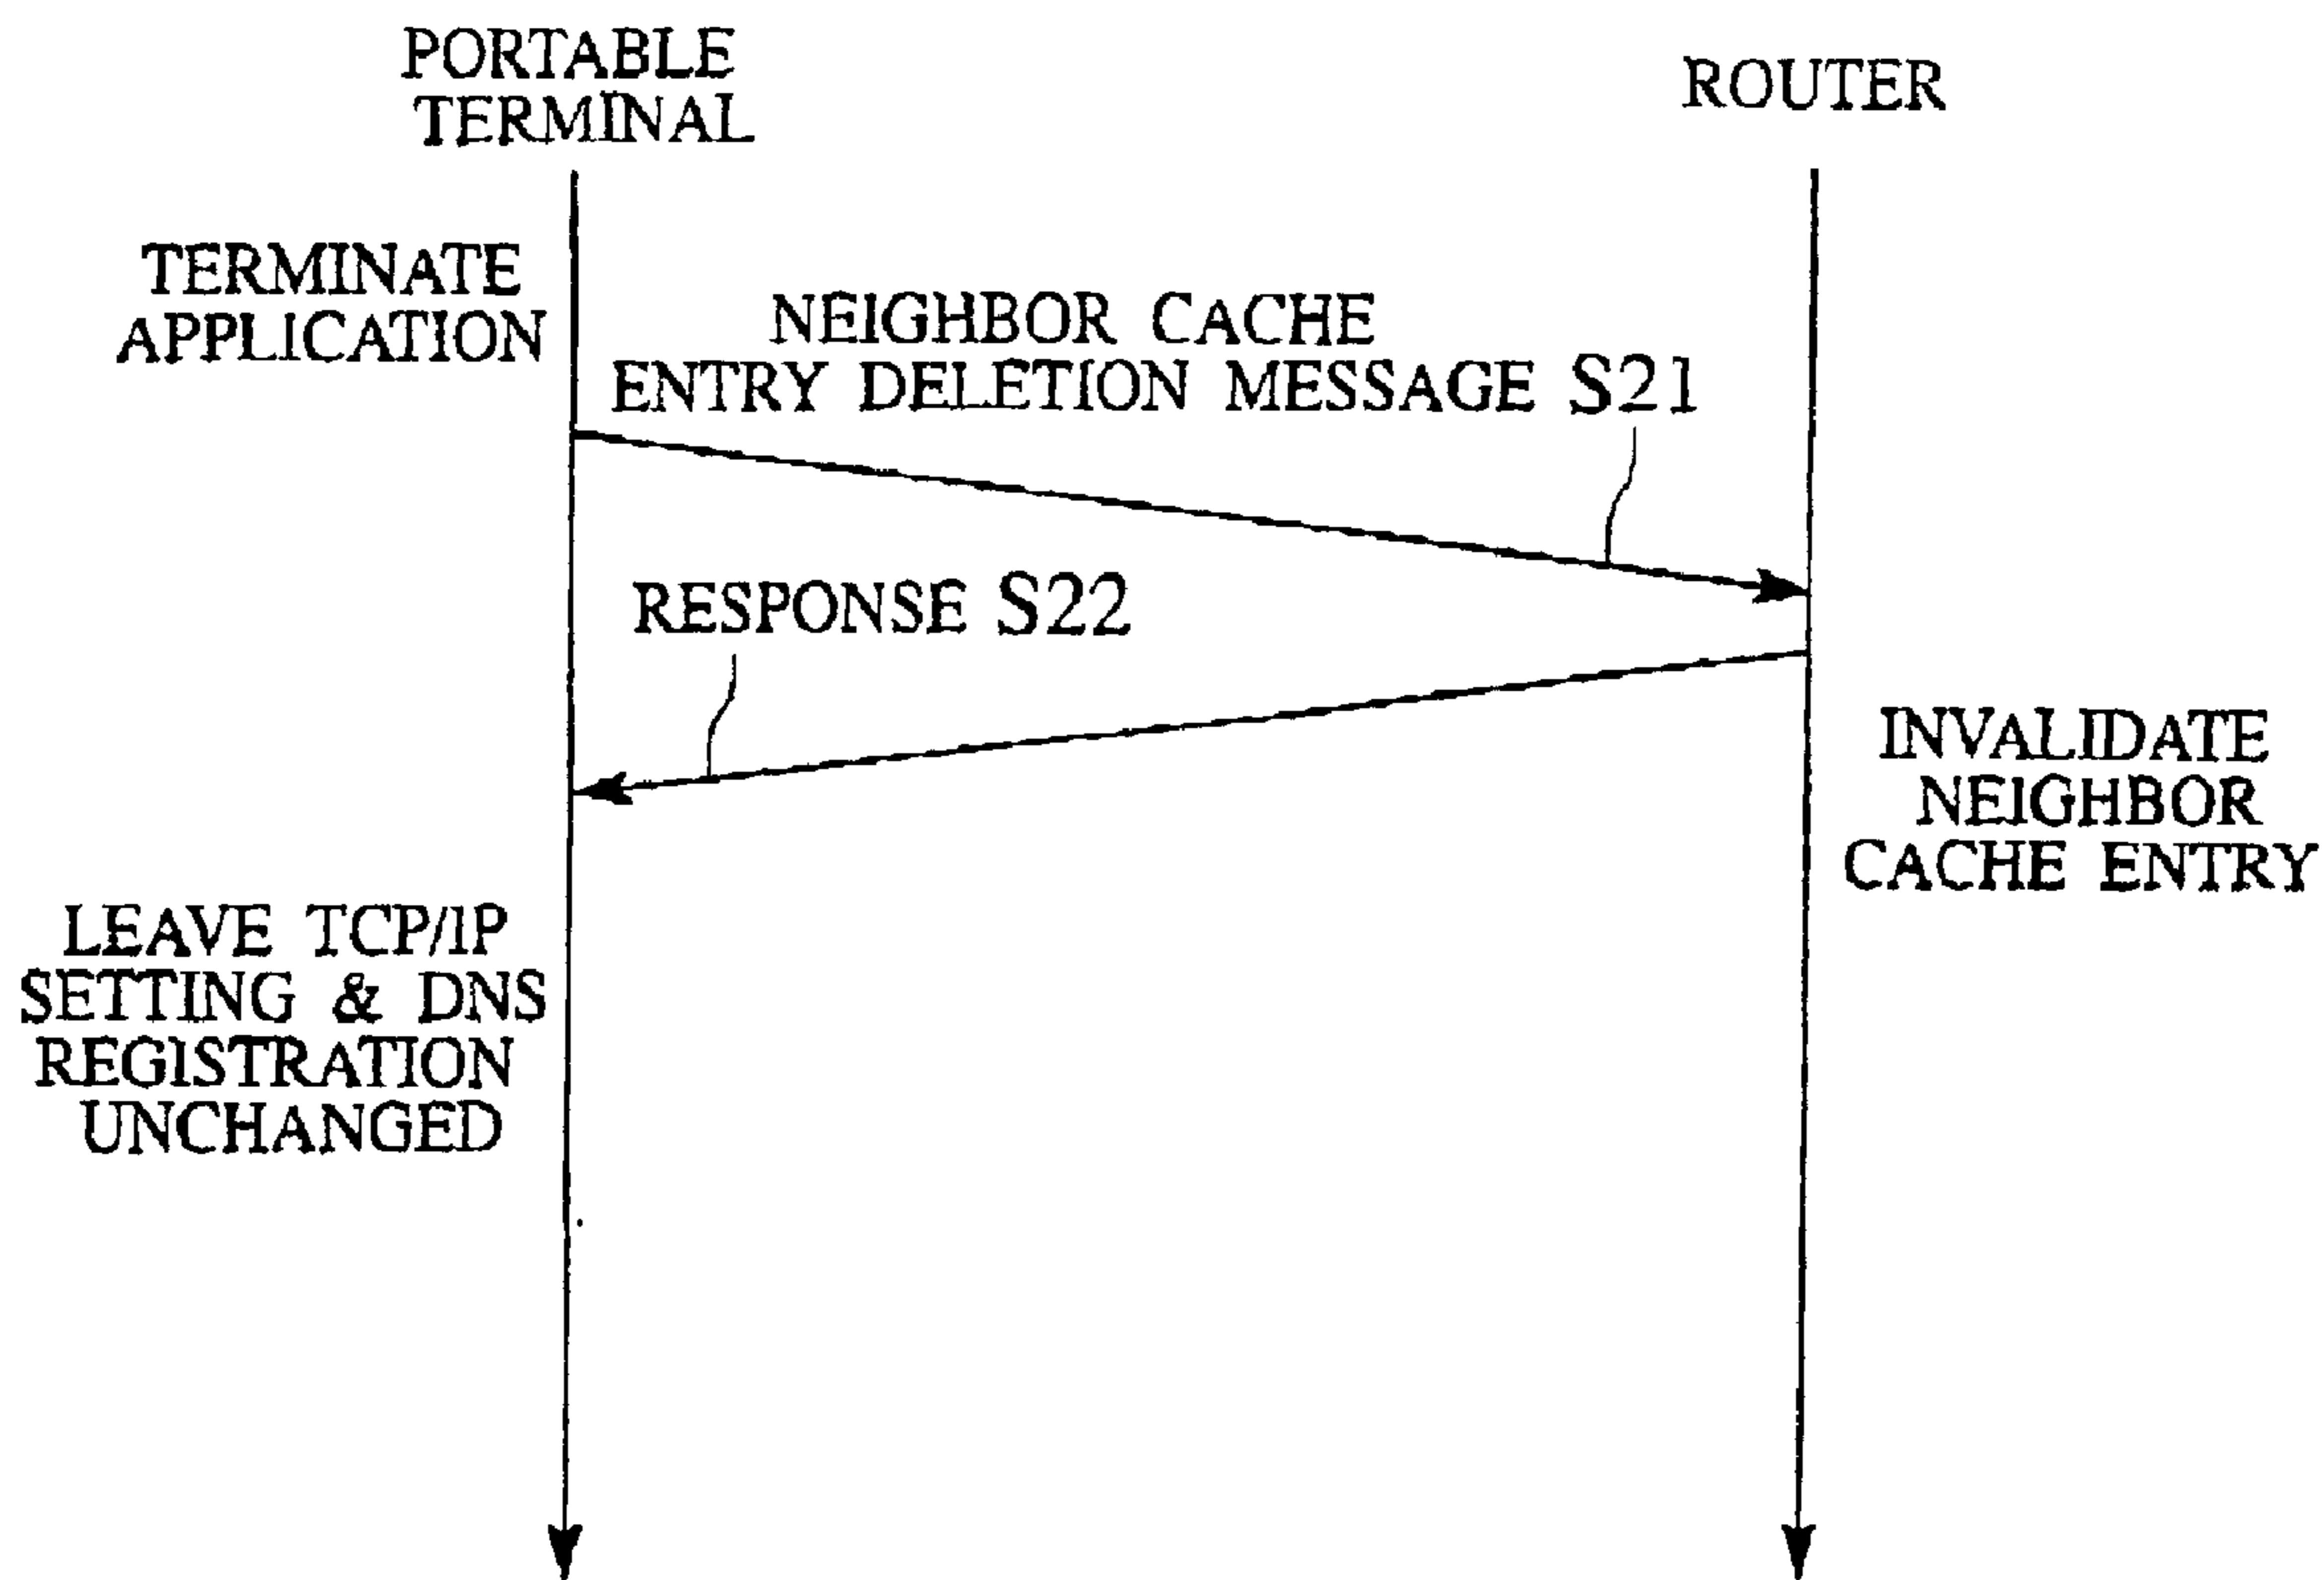 PORTABLE
TERMINAL
ROUTER
TERMINATE
APPLICATION
NEIGHBOR CACHE
ENTRY DELETION MESSAGE S21
RESPONSE S22
INVALIDATE
NEIGHBOR
CACHE ENTRY
LEAVE TCP/IP
SETTING & DNS
REGISTRATION
UNCHANGED